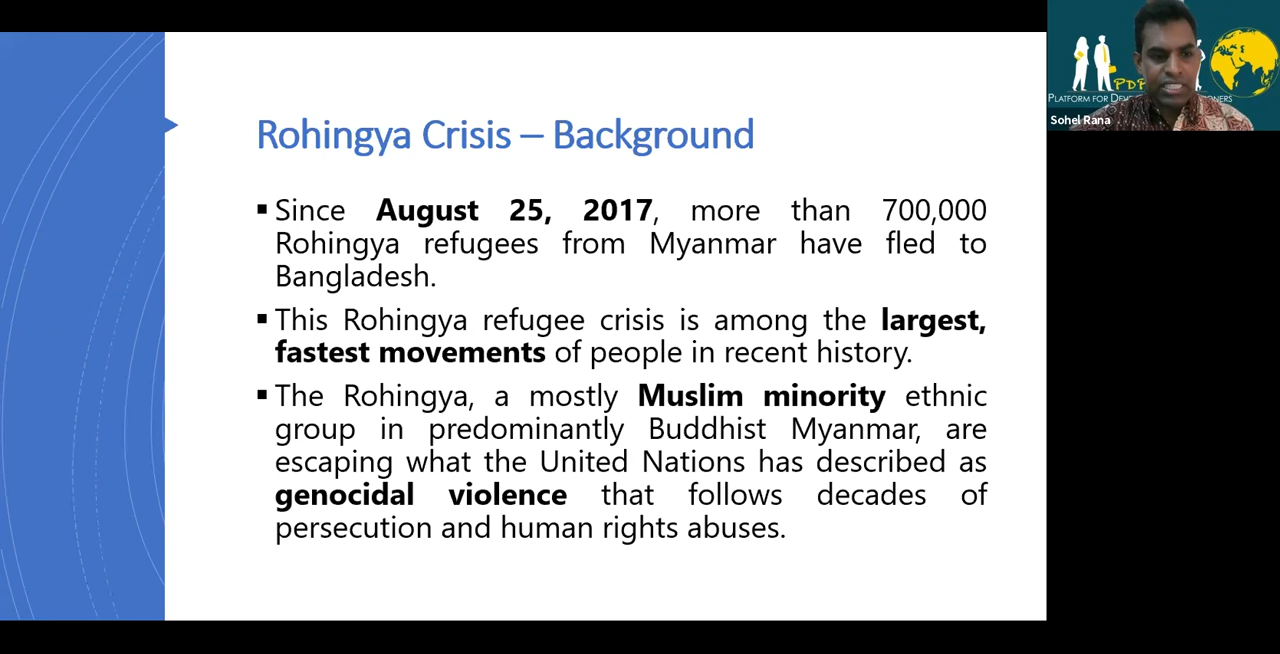 Rohingya Crisis – Background
▪ Since August 25, 2017, more than 700,000
Rohingya refugees from Myanmar have fled to
Bangladesh.
▪ This Rohingya refugee crisis is among the largest,
fastest movements of people in recent history.
▪ The Rohingya, a mostly Muslim minority ethnic
group in predominantly Buddhist Myanmar, are
escaping what the United Nations has described as
genocidal violence that follows decades of
persecution and human rights abuses.
PDP
PLATFORM FOR
Sohel Rana